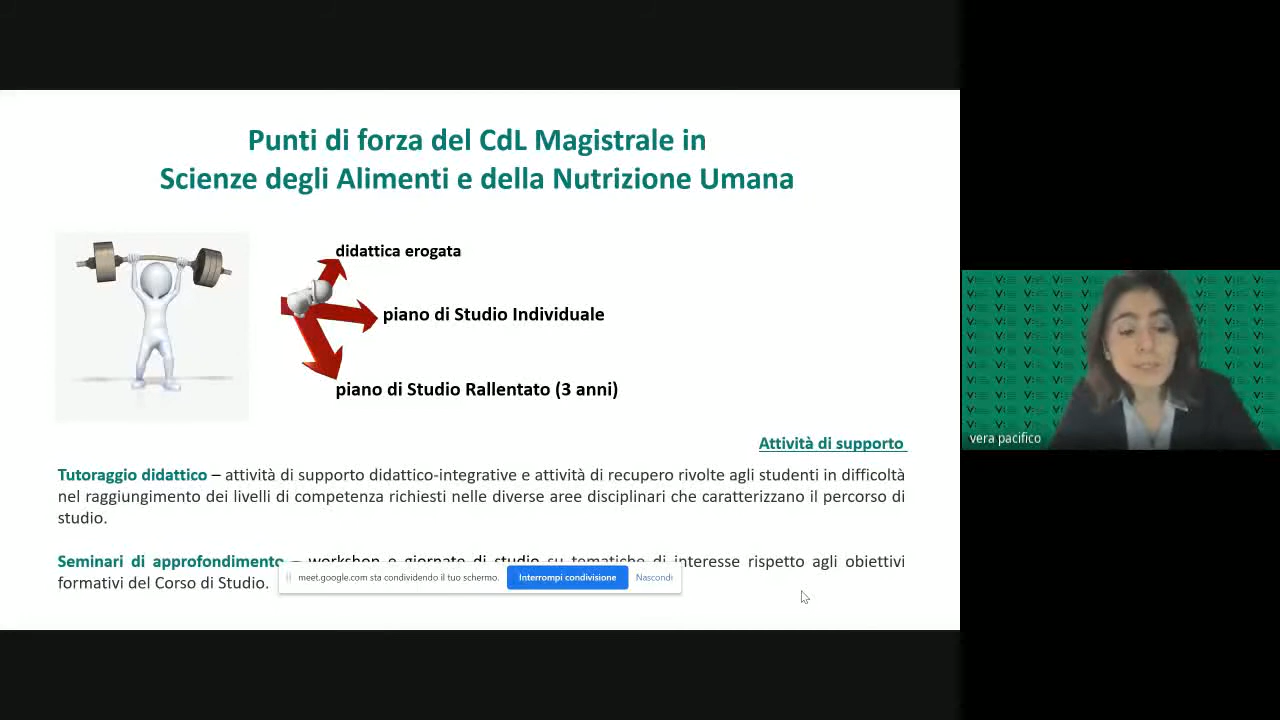 Punti di forza del CdL Magistrale in
Scienze degli Alimenti e della Nutrizione Umana
didattica erogata
piano di Studio Individuale
piano di Studio Rallentato (3 anni)
Attività di supporto
Tutoraggio didattico – attività di supporto didattico-integrative e attività di recupero rivolte agli studenti in difficoltà
nel raggiungimento dei livelli di competenza richiesti nelle diverse aree disciplinari che caratterizzano il percorso di
studio.
Seminari di approfondimento – workshop e giornate di studio su tematiche di interesse rispetto agli obiettivi
formativi del Corso di Studio.
meet.google.com sta condividendo il tuo schermo.
Interrompi condivisione
Nascondi
vera pacifico